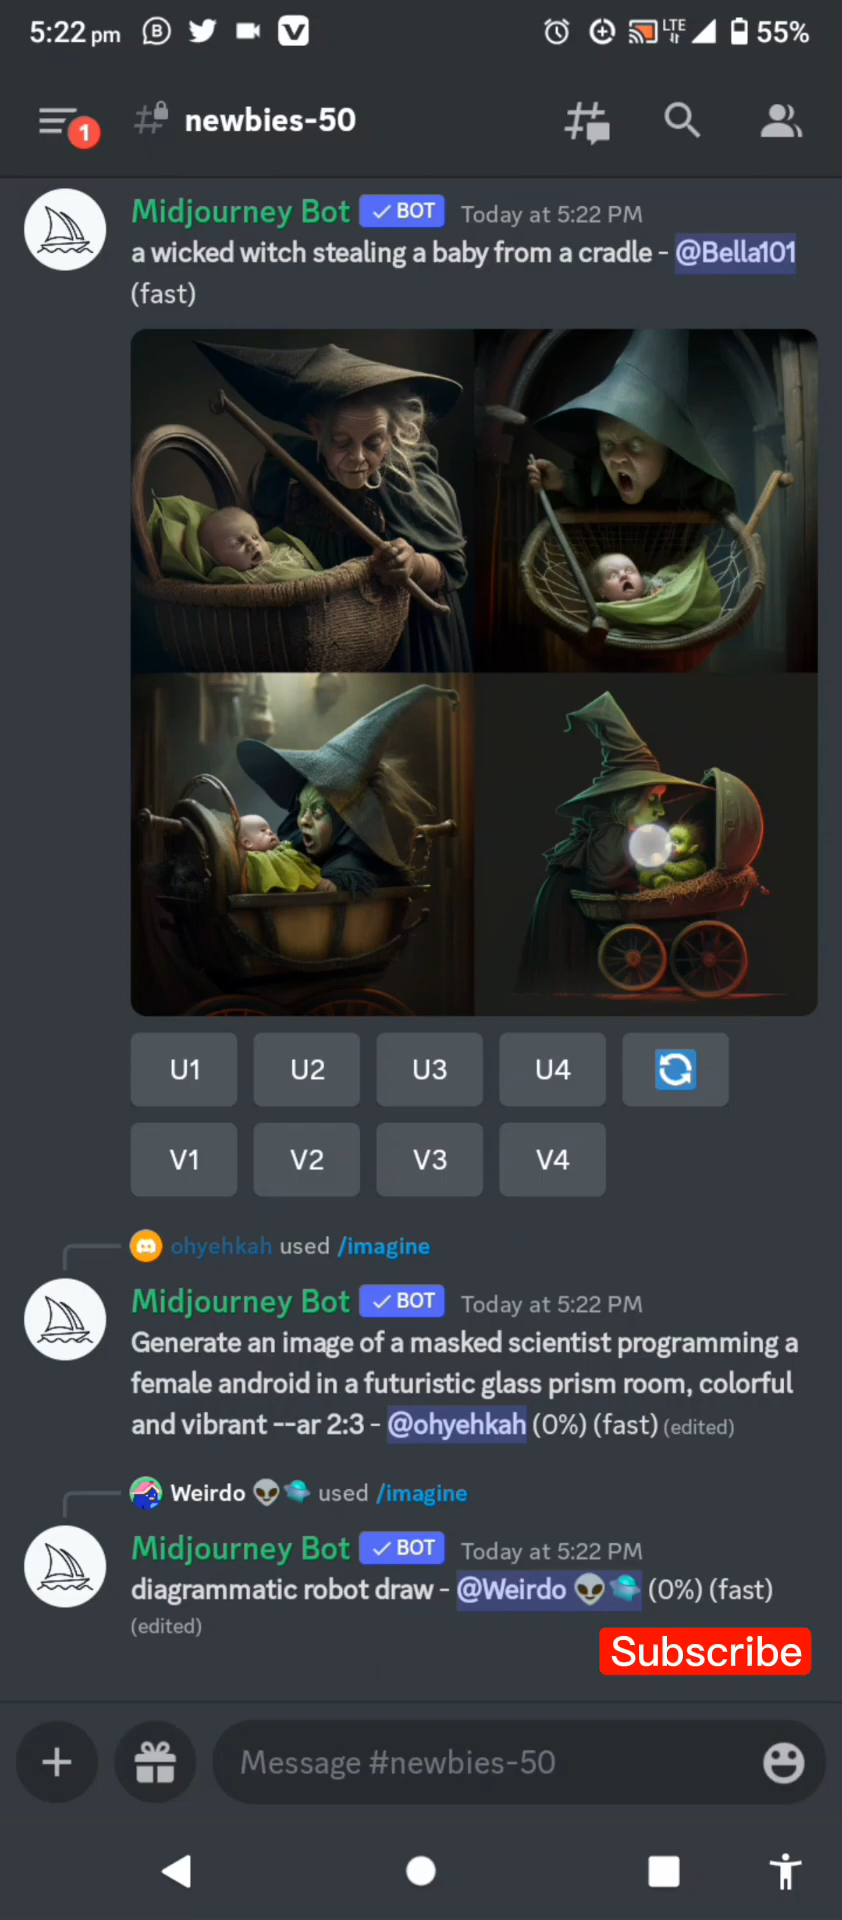 5:22 pm
LTE
55%
1
newbies-50
Midjourney Bot ✓ BOT Today at 5:22 PM
a wicked witch stealing a baby from a cradle - @Bella101
(fast)
U1 U2 U3 U4
V1 V2 V3 V4
ohyehkah used /imagine
Midjourney Bot ✓ BOT Today at 5:22 PM
Generate an image of a masked scientist programming a
female android in a futuristic glass prism room, colorful
and vibrant --ar 2:3 - @ohyehkah (0%) (fast) (edited)
Weirdo 👽🛸 used /imagine
Midjourney Bot ✓ BOT Today at 5:22 PM
diagrammatic robot draw - @Weirdo 👽🛸 (0%) (fast)
(edited)
Subscribe
Message #newbies-50